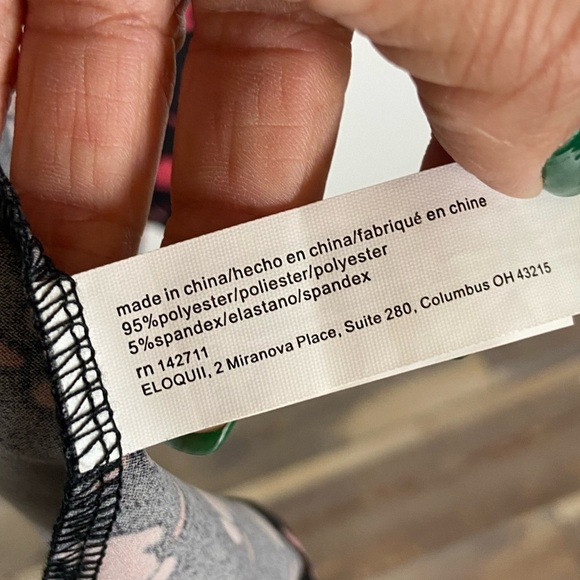 made in china/hecho en china/fabriqué en chine
95%polyester/poliester/polyester
5%spandex/elastano/spandex
rn 142711
ELOQUII, 2 Miranova Place, Suite 280, Columbus OH 43215